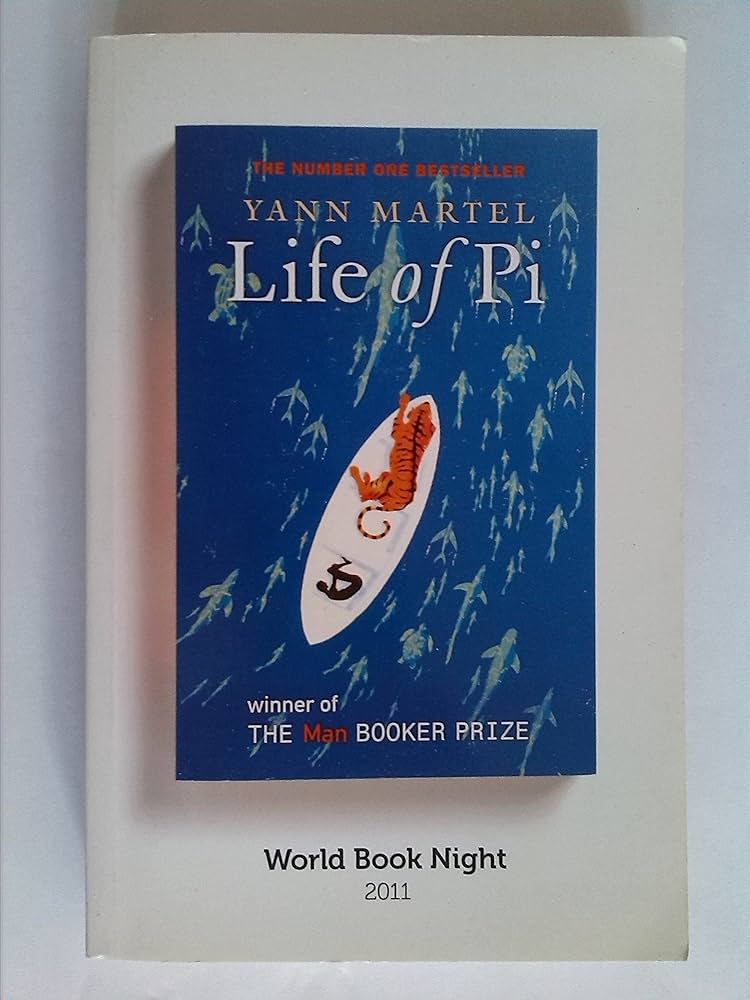 THE NUMBER ONE BESTSELLER
YANN MARTEL
Life of Pi
winner of
THE Man BOOKER PRIZE
World Book Night
2011